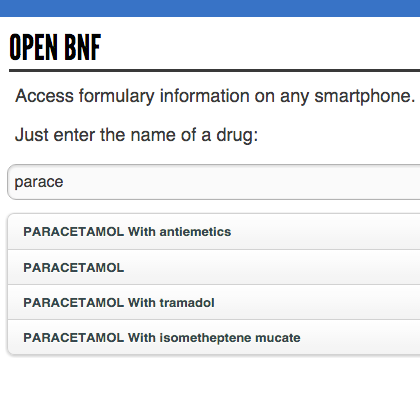 OPEN BNF
Access formulary information on any smartphone.
Just enter the name of a drug:
parace
PARACETAMOL With antiemetics
PARACETAMOL
PARACETAMOL With tramadol
PARACETAMOL With isometheptene mucate